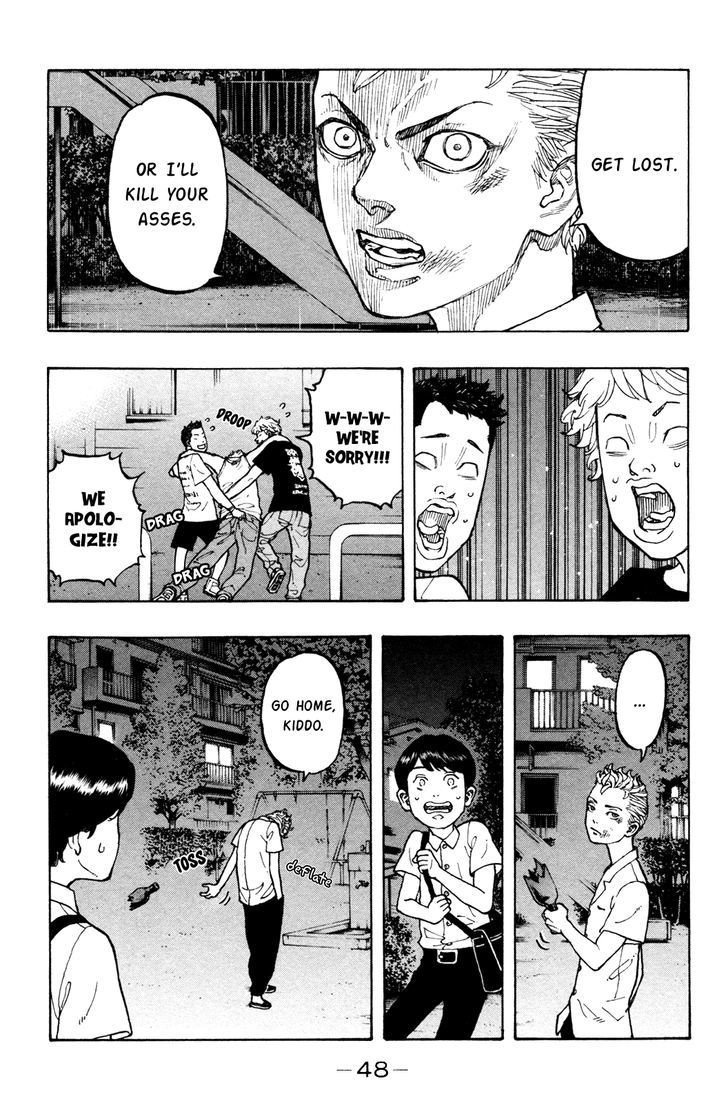 GET LOST.
OR I'LL
KILL YOUR
ASSES.
W-W-W-
WE'RE
SORRY!!!
DROOP
WE
APOLO-
GIZE!!
DRAG
DRAG
...
GO HOME,
KIDDO.
TOSS
deflate
-48-